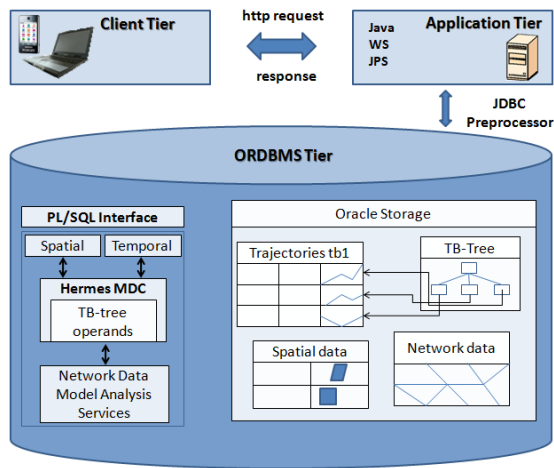 Client Tier
http request
response
Application Tier
Java
WS
JPS
JDBC
Preprocessor
ORDBMS Tier
PL/SQL Interface
Spatial
Temporal
Hermes MDC
TB-tree
operands
Network Data
Model Analysis
Services
Oracle Storage
Trajectories tb1
TB-Tree
Spatial data
Network data